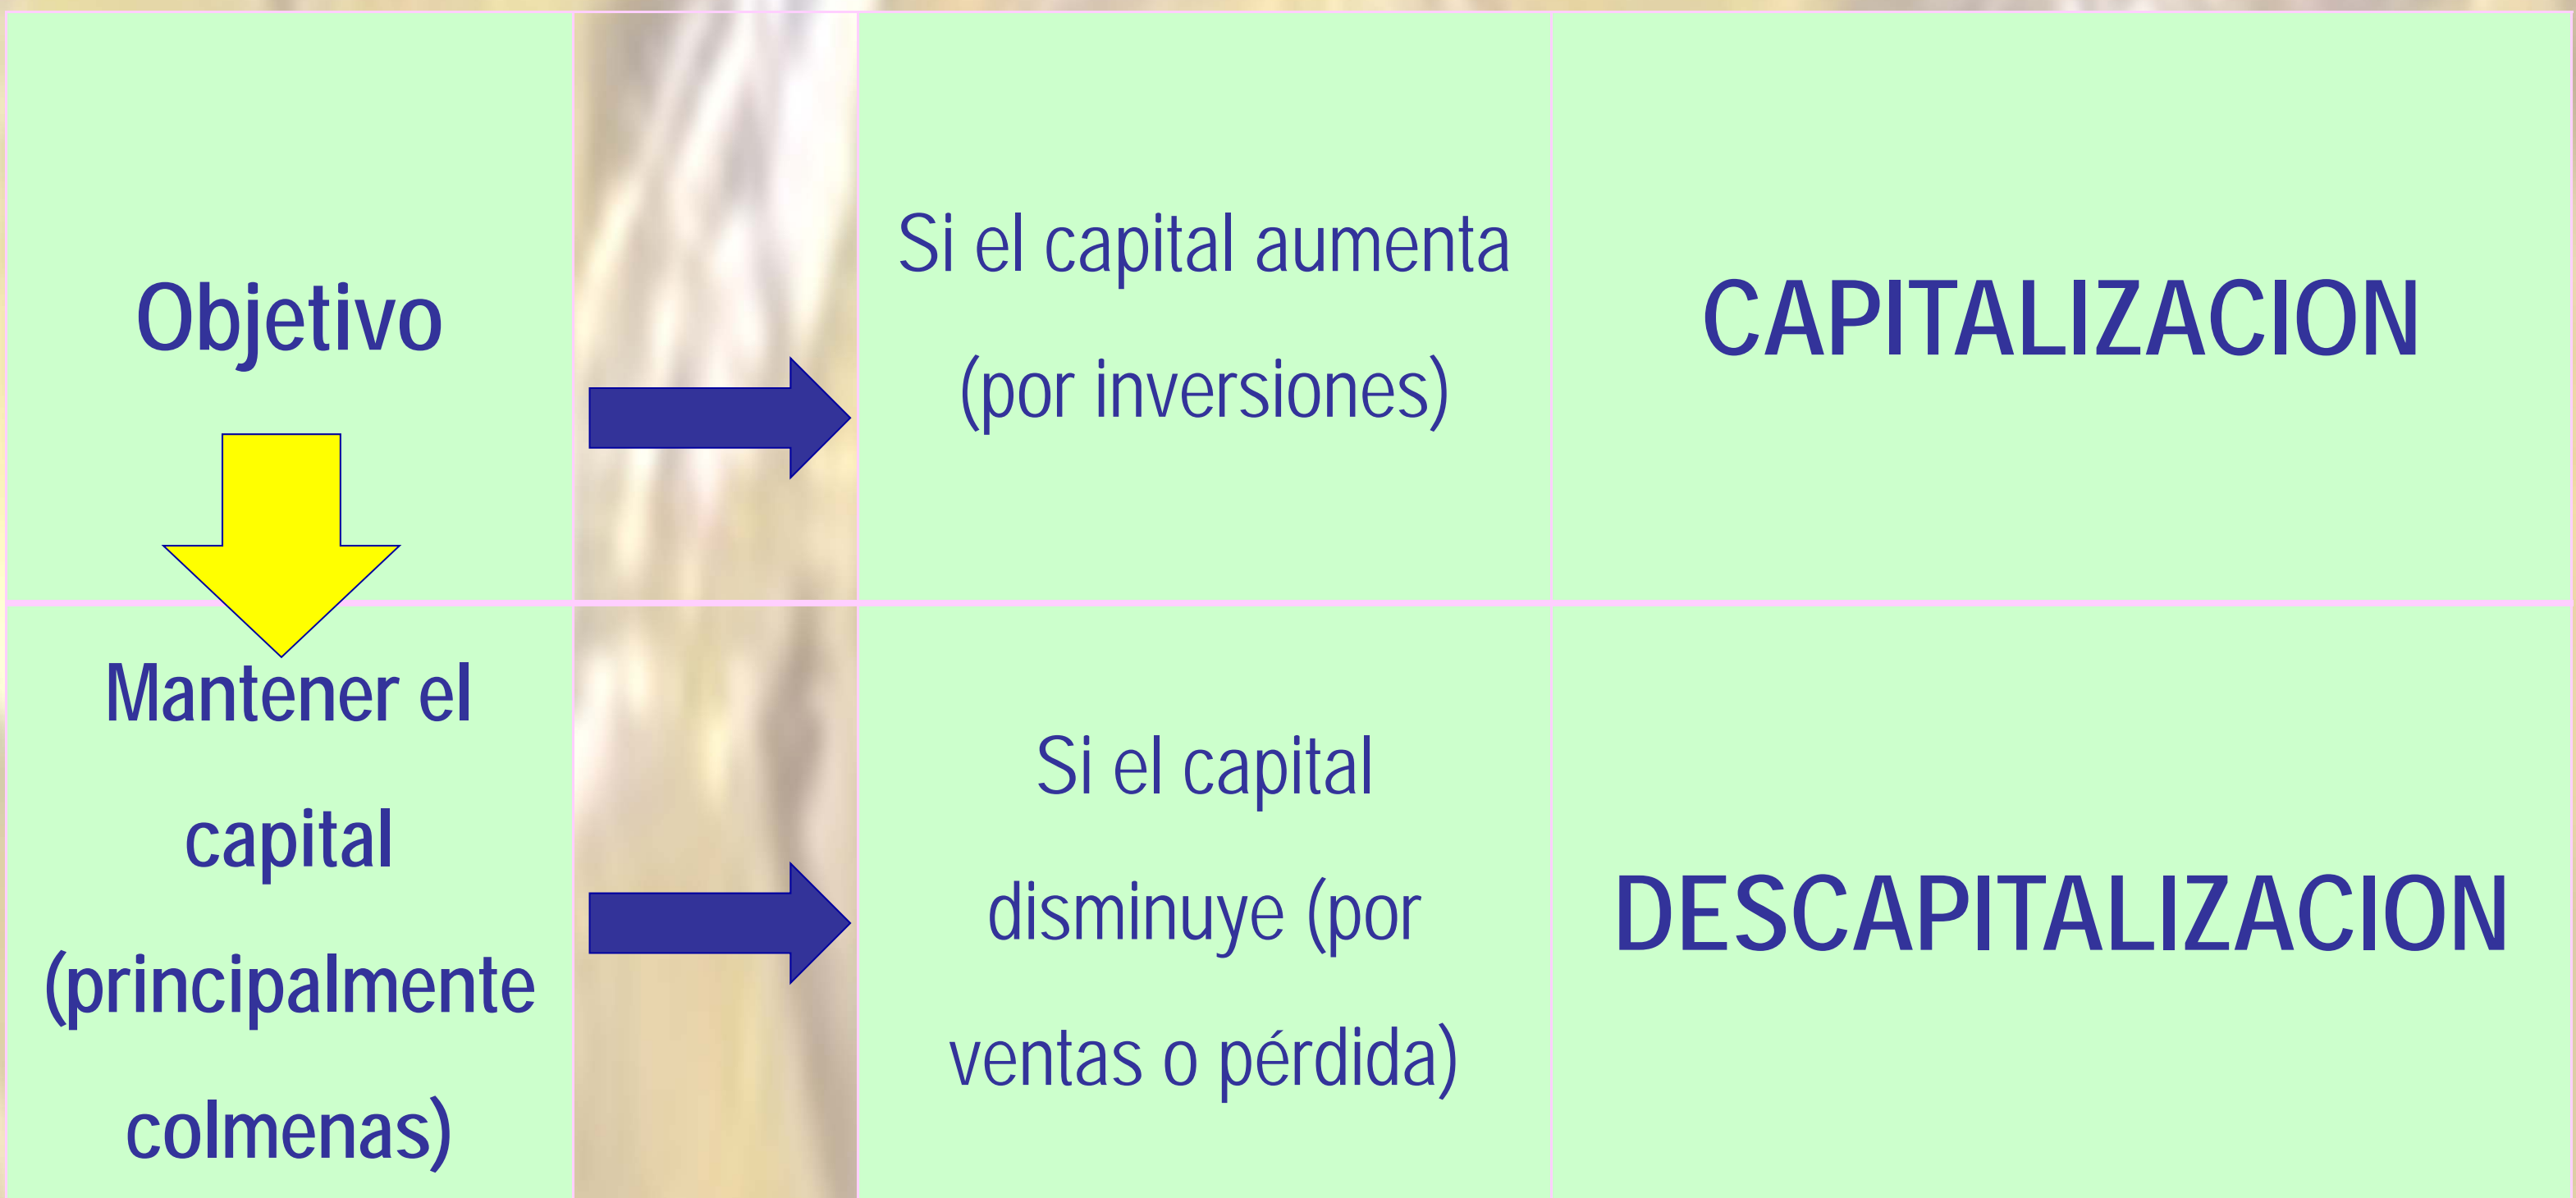 Objetivo
Si el capital aumenta
(por inversiones)
CAPITALIZACION
Mantener el
capital
(principalmente
colmenas)
Si el capital
disminuye (por
ventas o pérdida)
DESCAPITALIZACION